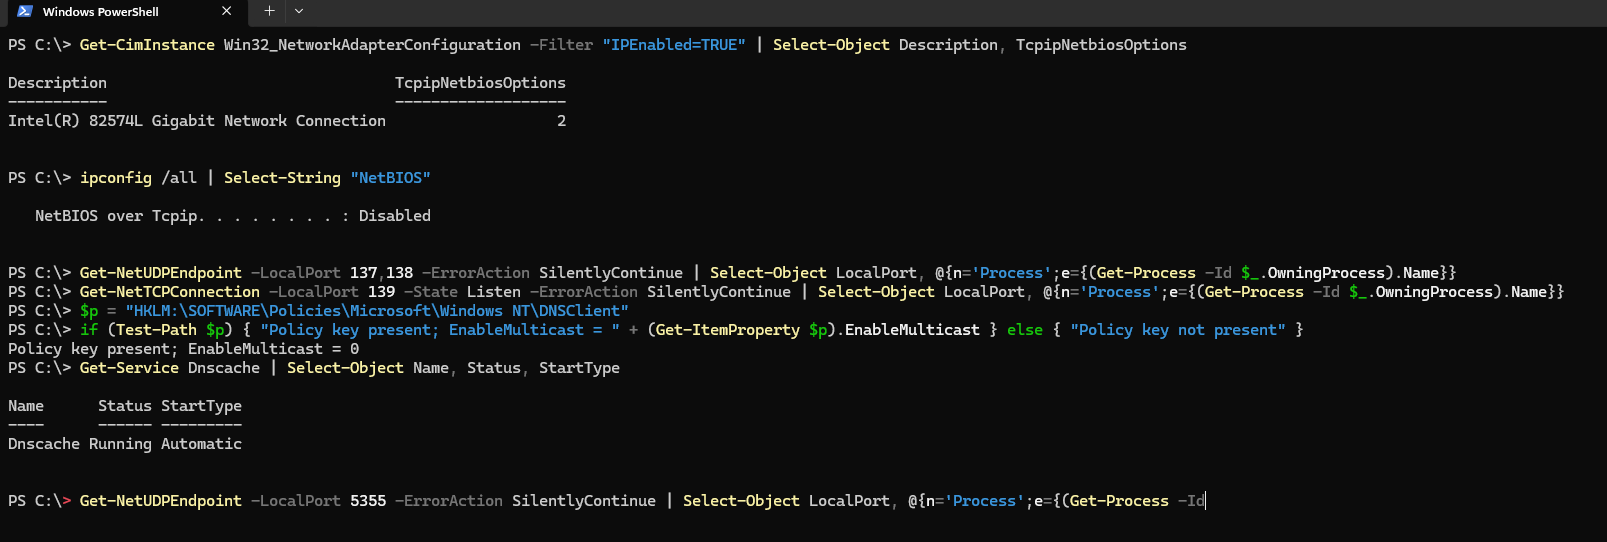 Windows PowerShell
PS C:\> Get-CimInstance Win32_NetworkAdapterConfiguration -Filter "IPEnabled=TRUE" | Select-Object Description, TcpipNetbiosOptions
Description                                TcpipNetbiosOptions
-----------                                -------------------
Intel(R) 82574L Gigabit Network Connection                   2
PS C:\> ipconfig /all | Select-String "NetBIOS"
   NetBIOS over Tcpip. . . . . . . . : Disabled
PS C:\> Get-NetUDPEndpoint -LocalPort 137,138 -ErrorAction SilentlyContinue | Select-Object LocalPort, @{n='Process';e={(Get-Process -Id $_.OwningProcess).Name}}
PS C:\> Get-NetTCPConnection -LocalPort 139 -State Listen -ErrorAction SilentlyContinue | Select-Object LocalPort, @{n='Process';e={(Get-Process -Id $_.OwningProcess).Name}}
PS C:\> $p = "HKLM:\SOFTWARE\Policies\Microsoft\Windows NT\DNSClient"
PS C:\> if (Test-Path $p) { "Policy key present; EnableMulticast = " + (Get-ItemProperty $p).EnableMulticast } else { "Policy key not present" }
Policy key present; EnableMulticast = 0
PS C:\> Get-Service Dnscache | Select-Object Name, Status, StartType
Name      Status StartType
----      ------ ---------
Dnscache Running Automatic
PS C:\> Get-NetUDPEndpoint -LocalPort 5355 -ErrorAction SilentlyContinue | Select-Object LocalPort, @{n='Process';e={(Get-Process -Id